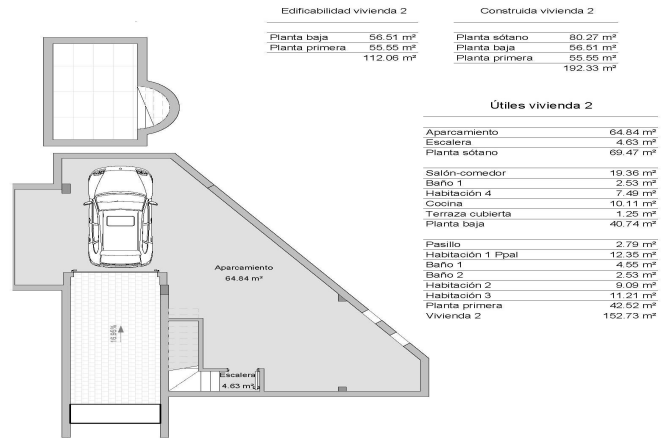 Edificabilidad vivienda 2
Planta baja 56.51 m²
Planta primera 55.55 m²
112.06 m²
Construida vivienda 2
Planta sótano 80.27 m²
Planta baja 56.51 m²
Planta primera 55.55 m²
192.33 m²
Útiles vivienda 2
Aparcamiento 64.84 m²
Escalera 4.63 m²
Planta sótano 69.47 m²
Salón-comedor 19.36 m²
Baño 1 2.53 m²
Habitación 4 7.49 m²
Cocina 10.11 m²
Terraza cubierta 1.25 m²
Planta baja 40.74 m²
Pasillo 2.79 m²
Habitación 1 Ppal 12.35 m²
Baño 1 4.55 m²
Baño 2 2.53 m²
Habitación 2 9.09 m²
Habitación 3 11.21 m²
Planta primera 42.52 m²
Vivienda 2 152.73 m²
Aparcamiento
64.84 m²
Escalera
4.63 m²